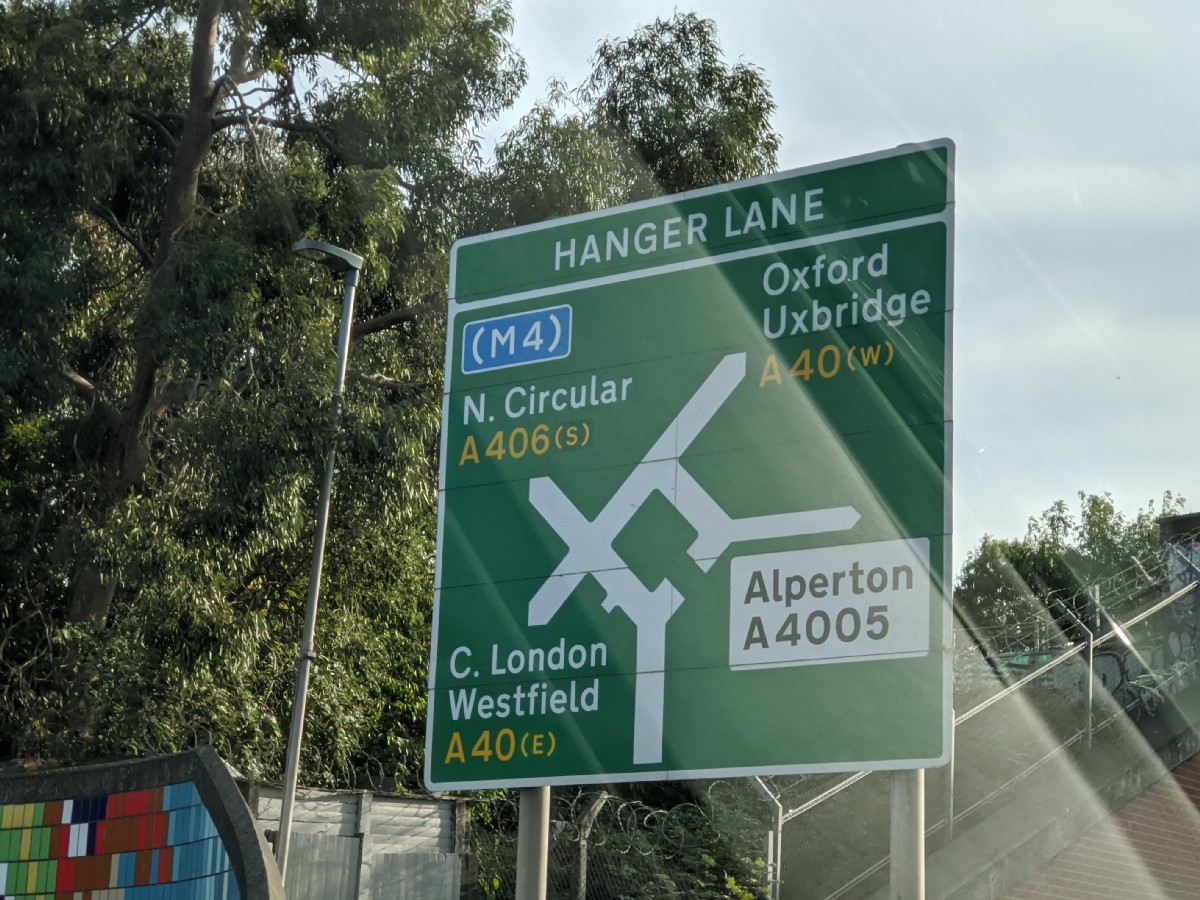 HANGER LANE
(M4)
N. Circular
A406(S)
Oxford
Uxbridge
A40(W)
Alperton
A4005
C. London
Westfield
A40(E)